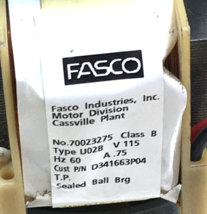 FASCO
Fasco Industries, Inc.
Motor Division
Cassville Plant
No.70023275 Class B
Type U02B V 115
Hz 60 A .75
Cust P/N D341663P04
T.P.
Sealed Ball Brg